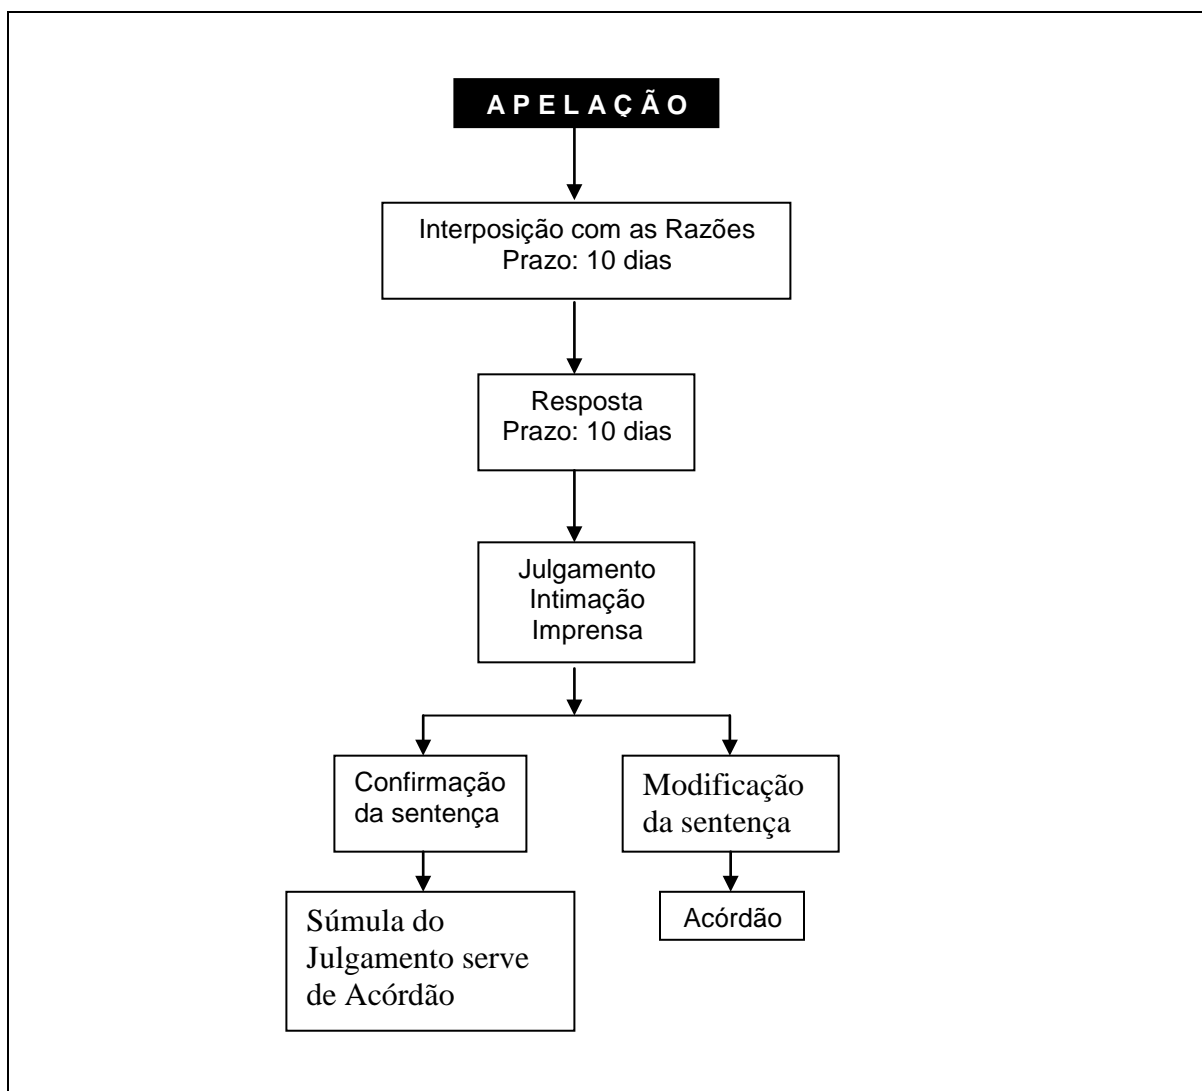 APELAÇÃO
Interposição com as Razões
Prazo: 10 dias
Resposta
Prazo: 10 dias
Julgamento
Intimação
Imprensa
Confirmação
da sentença
Modificação
da sentença
Súmula do
Julgamento serve
de Acórdão
Acórdão